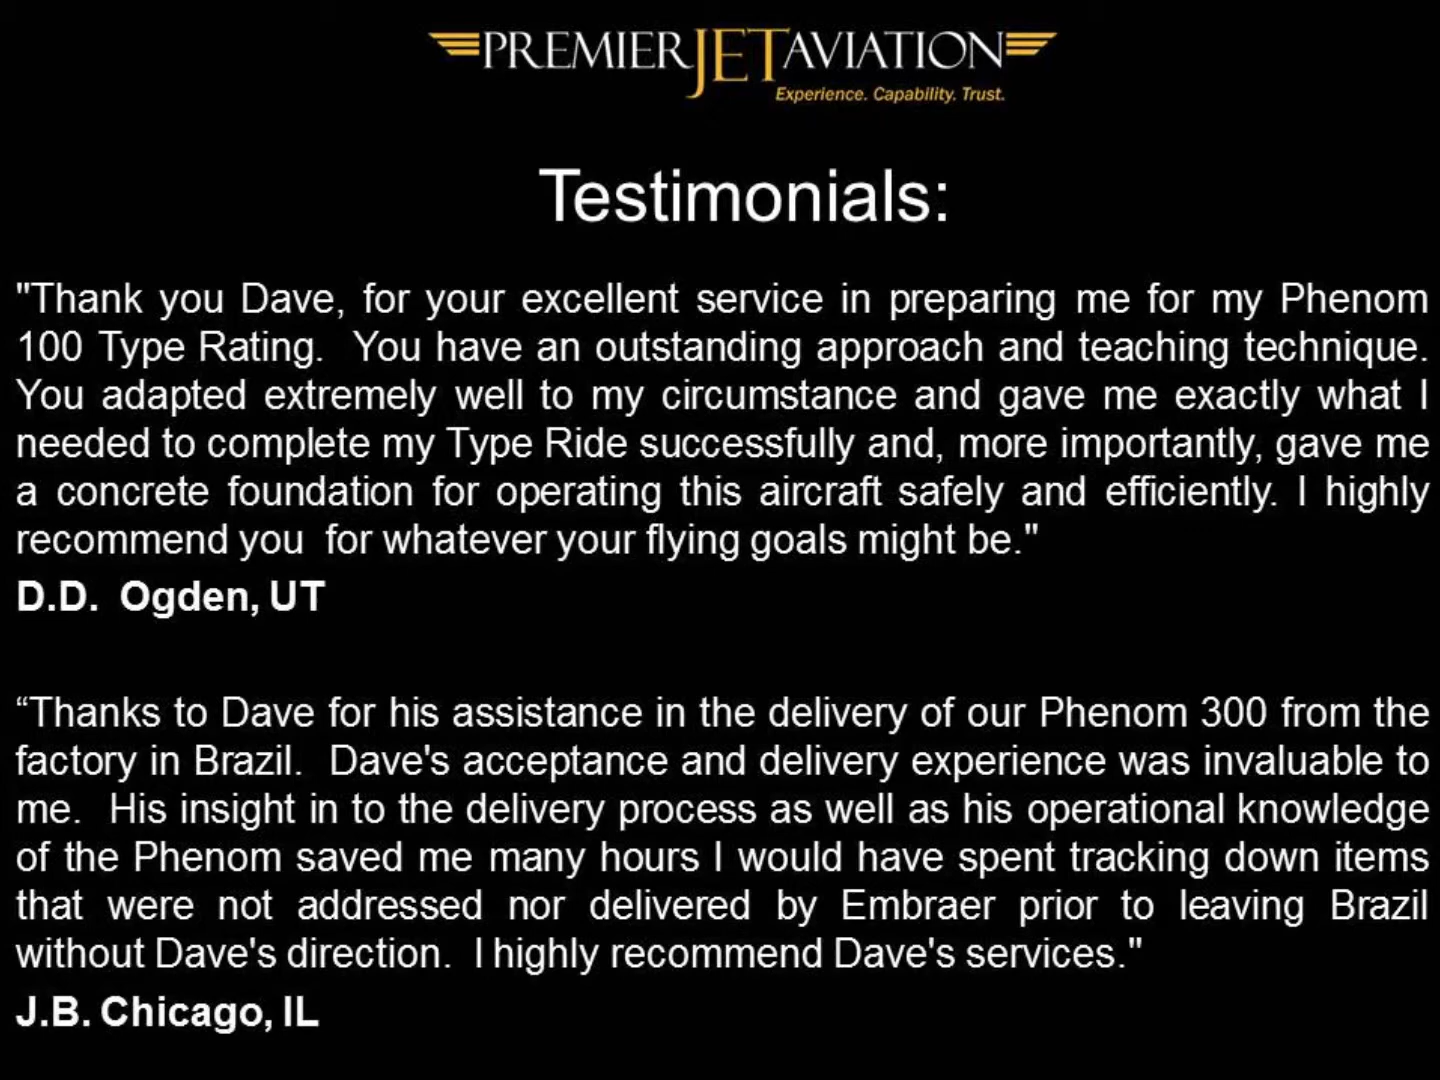 PREMIER JET AVIATION
Experience. Capability. Trust.
Testimonials:
"Thank you Dave, for your excellent service in preparing me for my Phenom
100 Type Rating.  You have an outstanding approach and teaching technique.
You adapted extremely well to my circumstance and gave me exactly what I
needed to complete my Type Ride successfully and, more importantly, gave me
a concrete foundation for operating this aircraft safely and efficiently. I highly
recommend you  for whatever your flying goals might be."
D.D.  Ogden, UT
“Thanks to Dave for his assistance in the delivery of our Phenom 300 from the
factory in Brazil.  Dave's acceptance and delivery experience was invaluable to
me.  His insight in to the delivery process as well as his operational knowledge
of the Phenom saved me many hours I would have spent tracking down items
that were not addressed nor delivered by Embraer prior to leaving Brazil
without Dave's direction.  I highly recommend Dave's services."
J.B. Chicago, IL